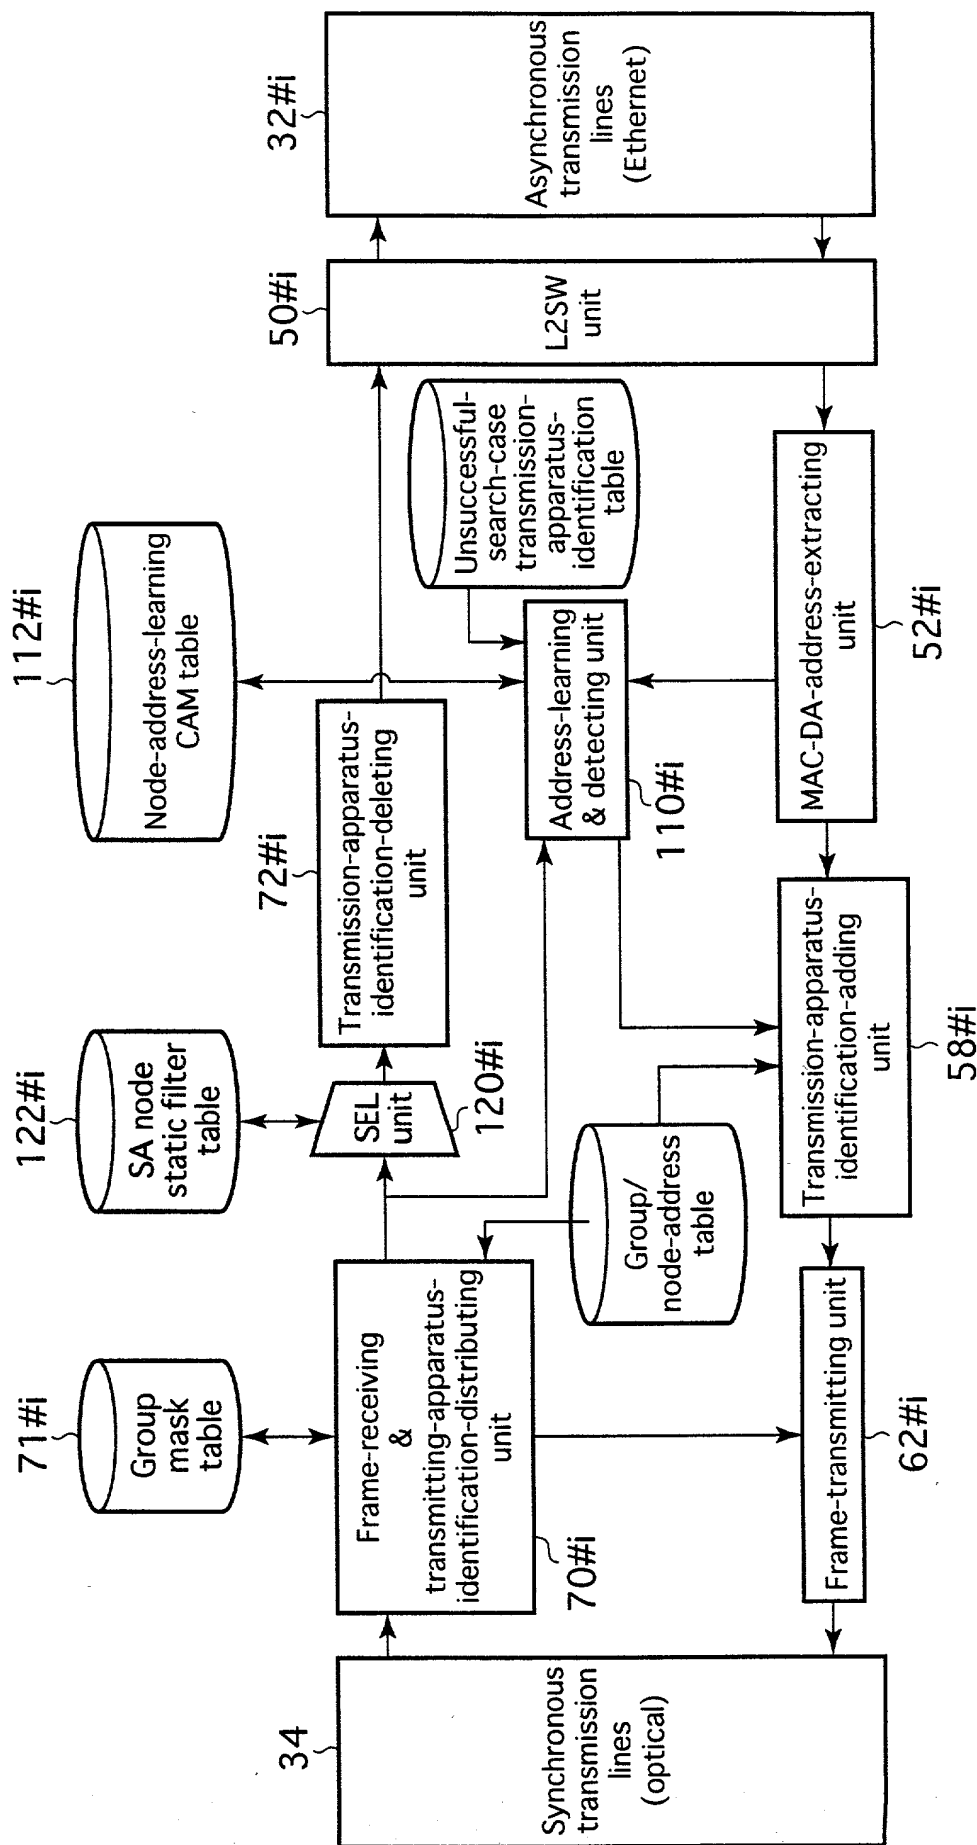 71#i
Group
mask
table
122#i
SA node
static filter
table
112#i
Node-address-learning
CAM table
34
Synchronous
transmission
lines
(optical)
Frame-receiving
&
transmitting-apparatus-
identification-distributing
unit
70#i
SEL
unit
120#i
72#i
Transmission-apparatus-
identification-deleting
unit
50#i
L2SW
unit
32#i
Asynchronous
transmission
lines
(Ethernet)
Group/
node-address
table
Address-learning
& detecting unit
110#i
Unsuccessful-
search-case
transmission-
apparatus-
identification
table
Frame-transmitting unit
62#i
Transmission-apparatus-
identification-adding
unit
58#i
MAC-DA-address-extracting
unit
52#i